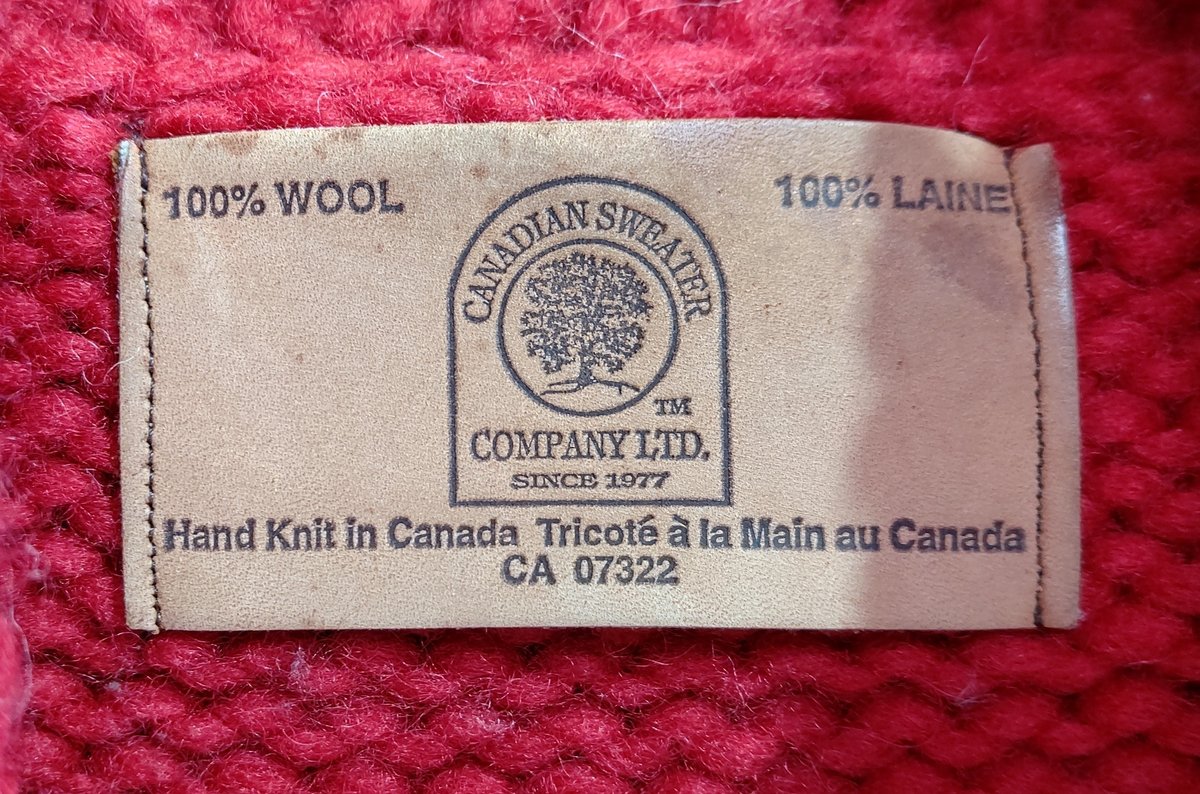 100% WOOL 100% LAINE
CANADIAN SWEATER
TM
COMPANY LTD.
SINCE 1977
Hand Knit in Canada Tricoté à la Main au Canada
CA 07322